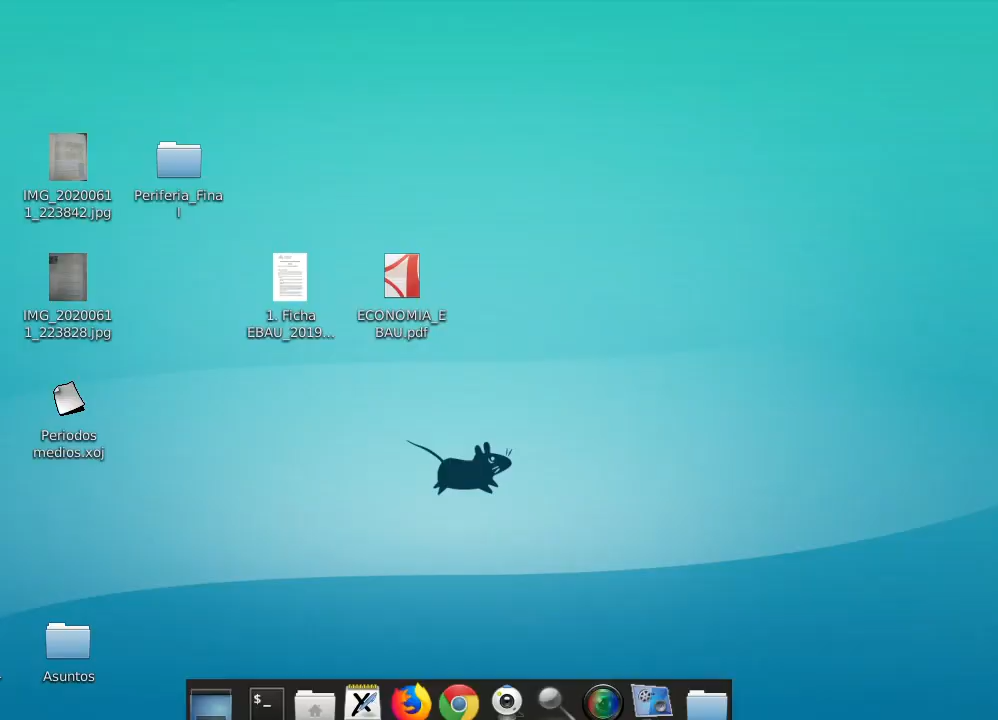 IMG_2020061
1_223842.jpg
Periferia_Fina
l
IMG_2020061
1_223828.jpg
1. Ficha
EBAU_2019...
ECONOMIA_E
BAU.pdf
Periodos
medios.xoj
Asuntos
$_